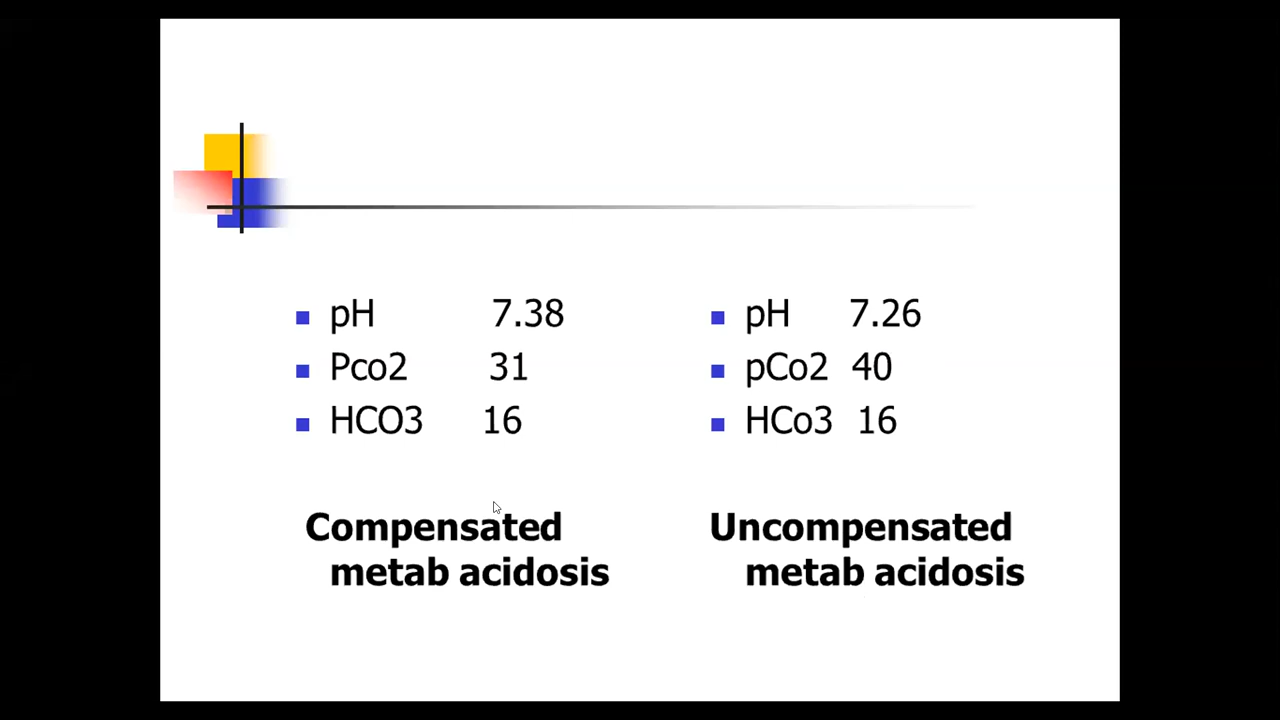 pH 7.38
Pco2 31
HCO3 16
Compensated
metab acidosis
pH 7.26
pCo2 40
HCo3 16
Uncompensated
metab acidosis